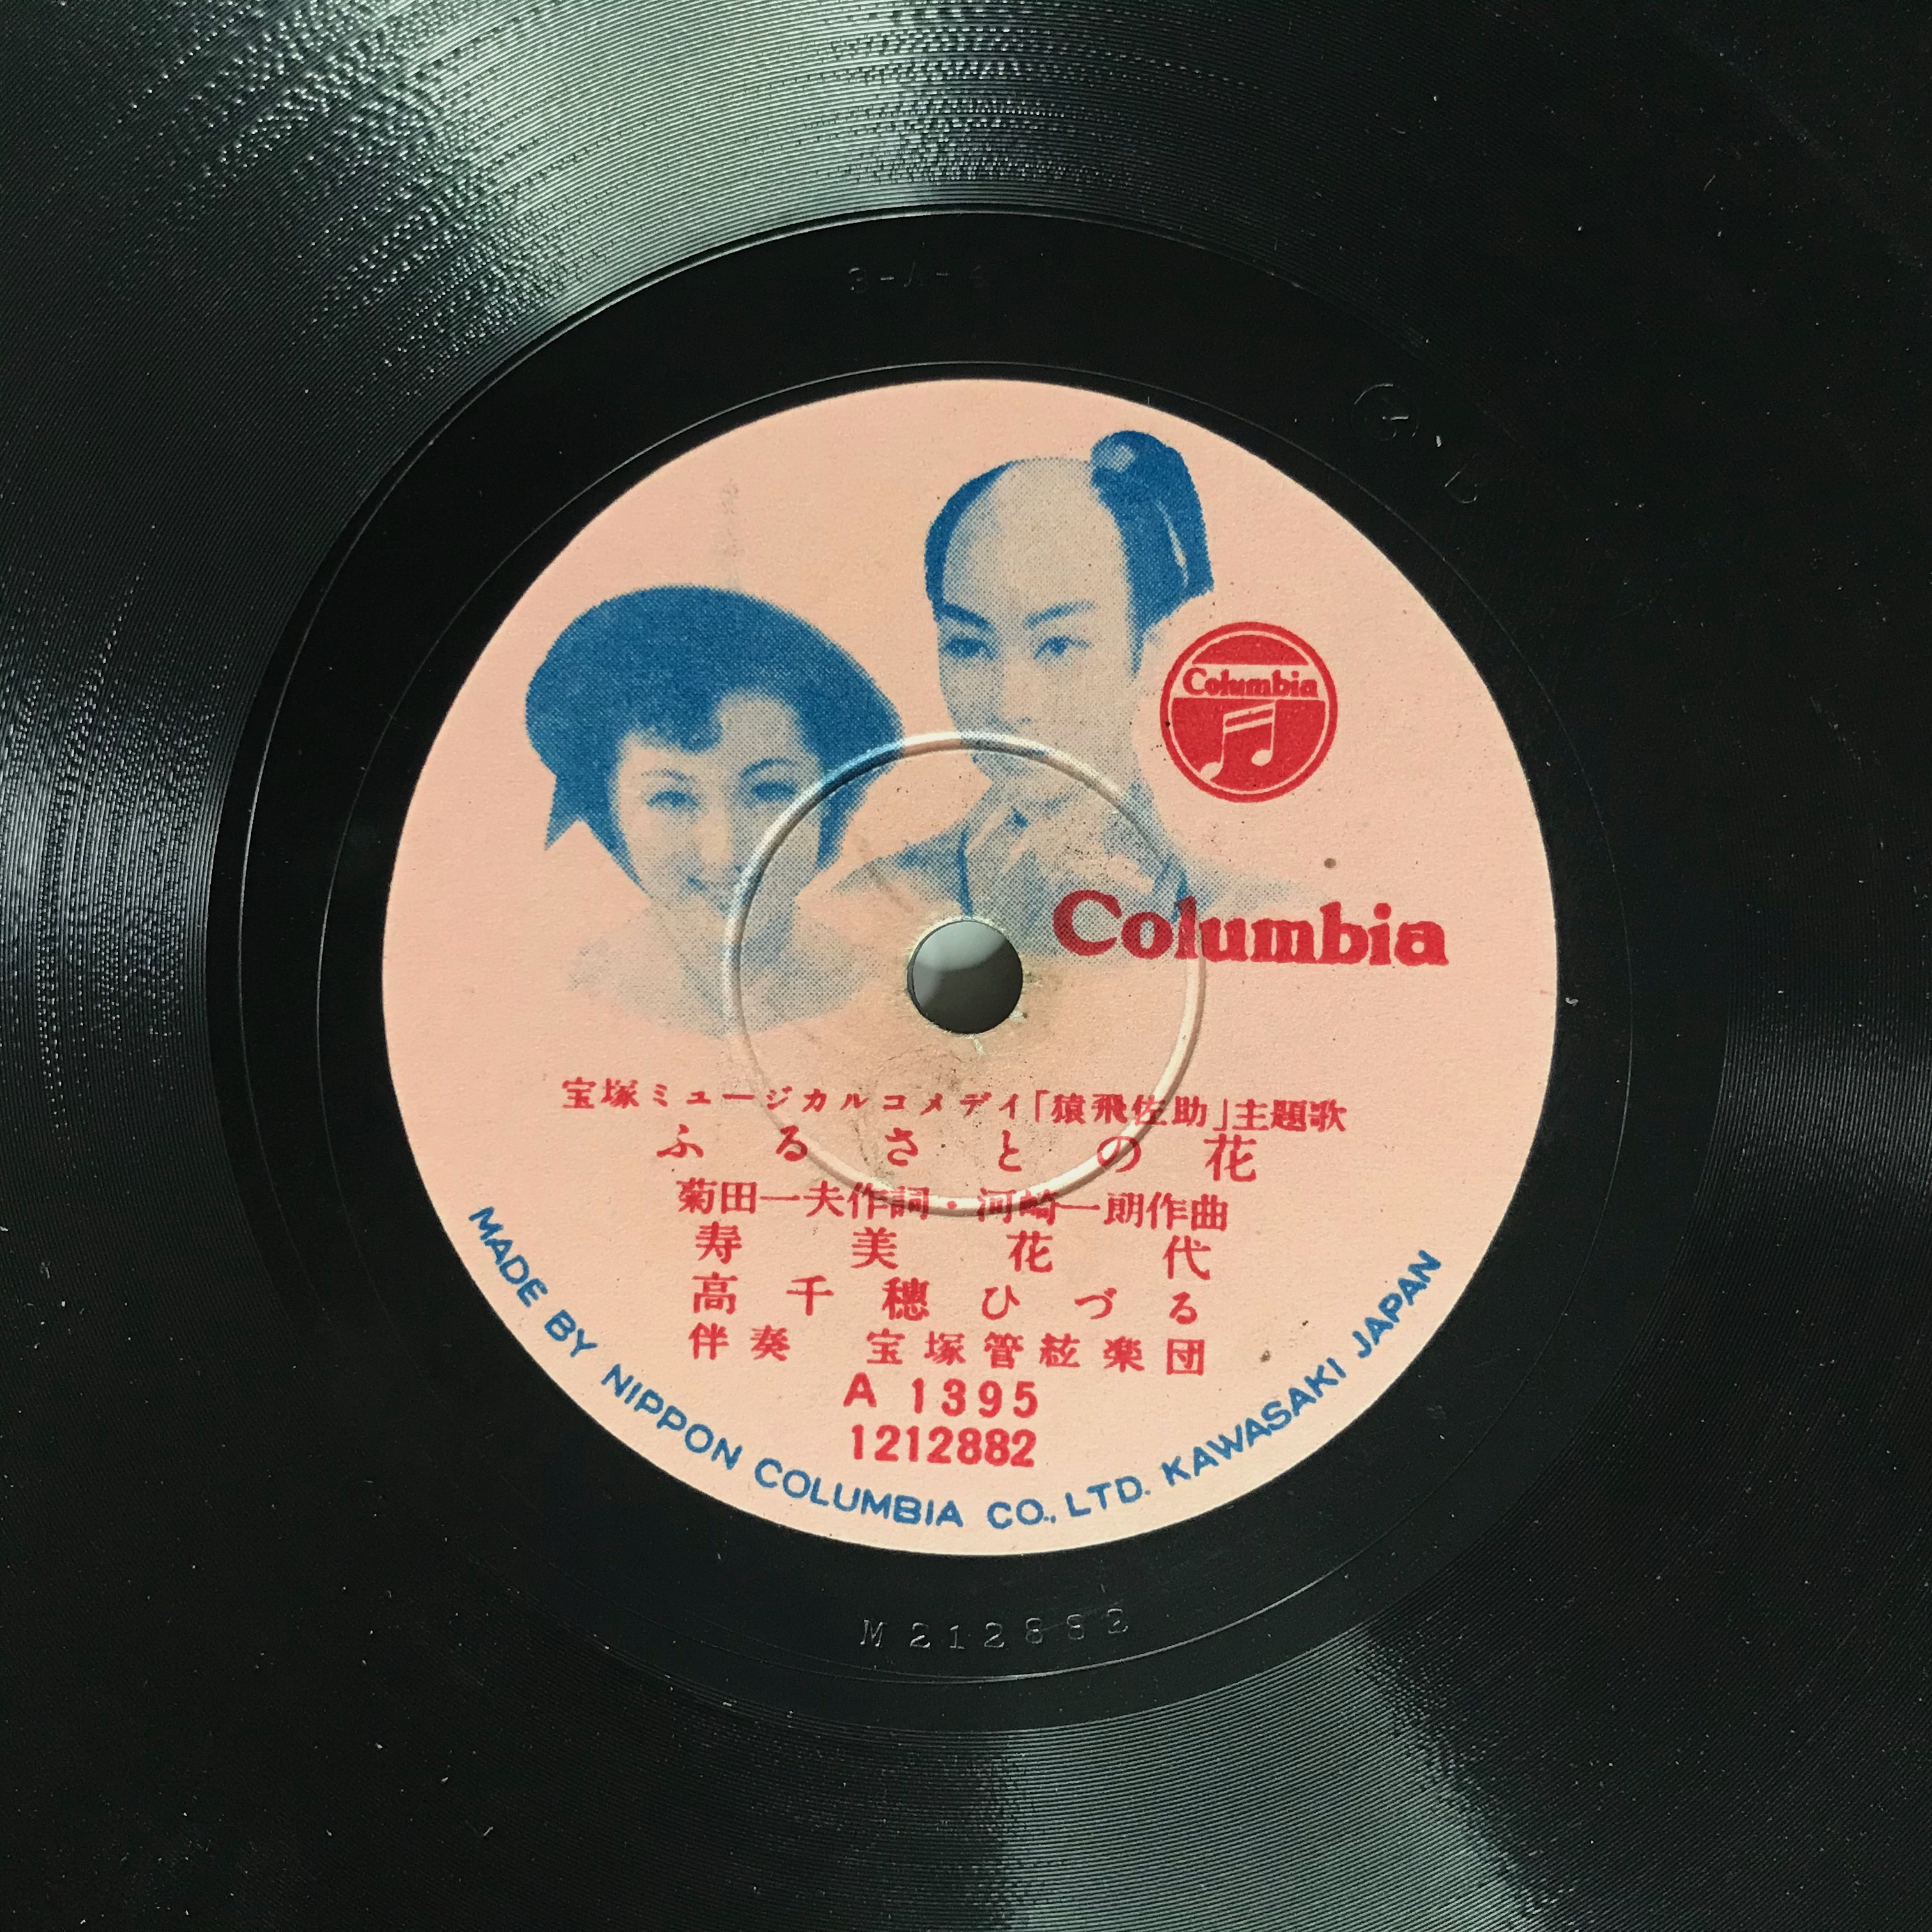 Columbia
Columbia
宝塚ミュージカルコメデイ「猿飛佐助」主題歌
ふるさとの花
菊田一夫作詞・河崎一朗作曲
寿美花代
高千穂ひづる
伴奏 宝塚管絃楽団
A 1395
1212882
MADE BY NIPPON COLUMBIA CO., LTD. KAWASAKI JAPAN
M212882